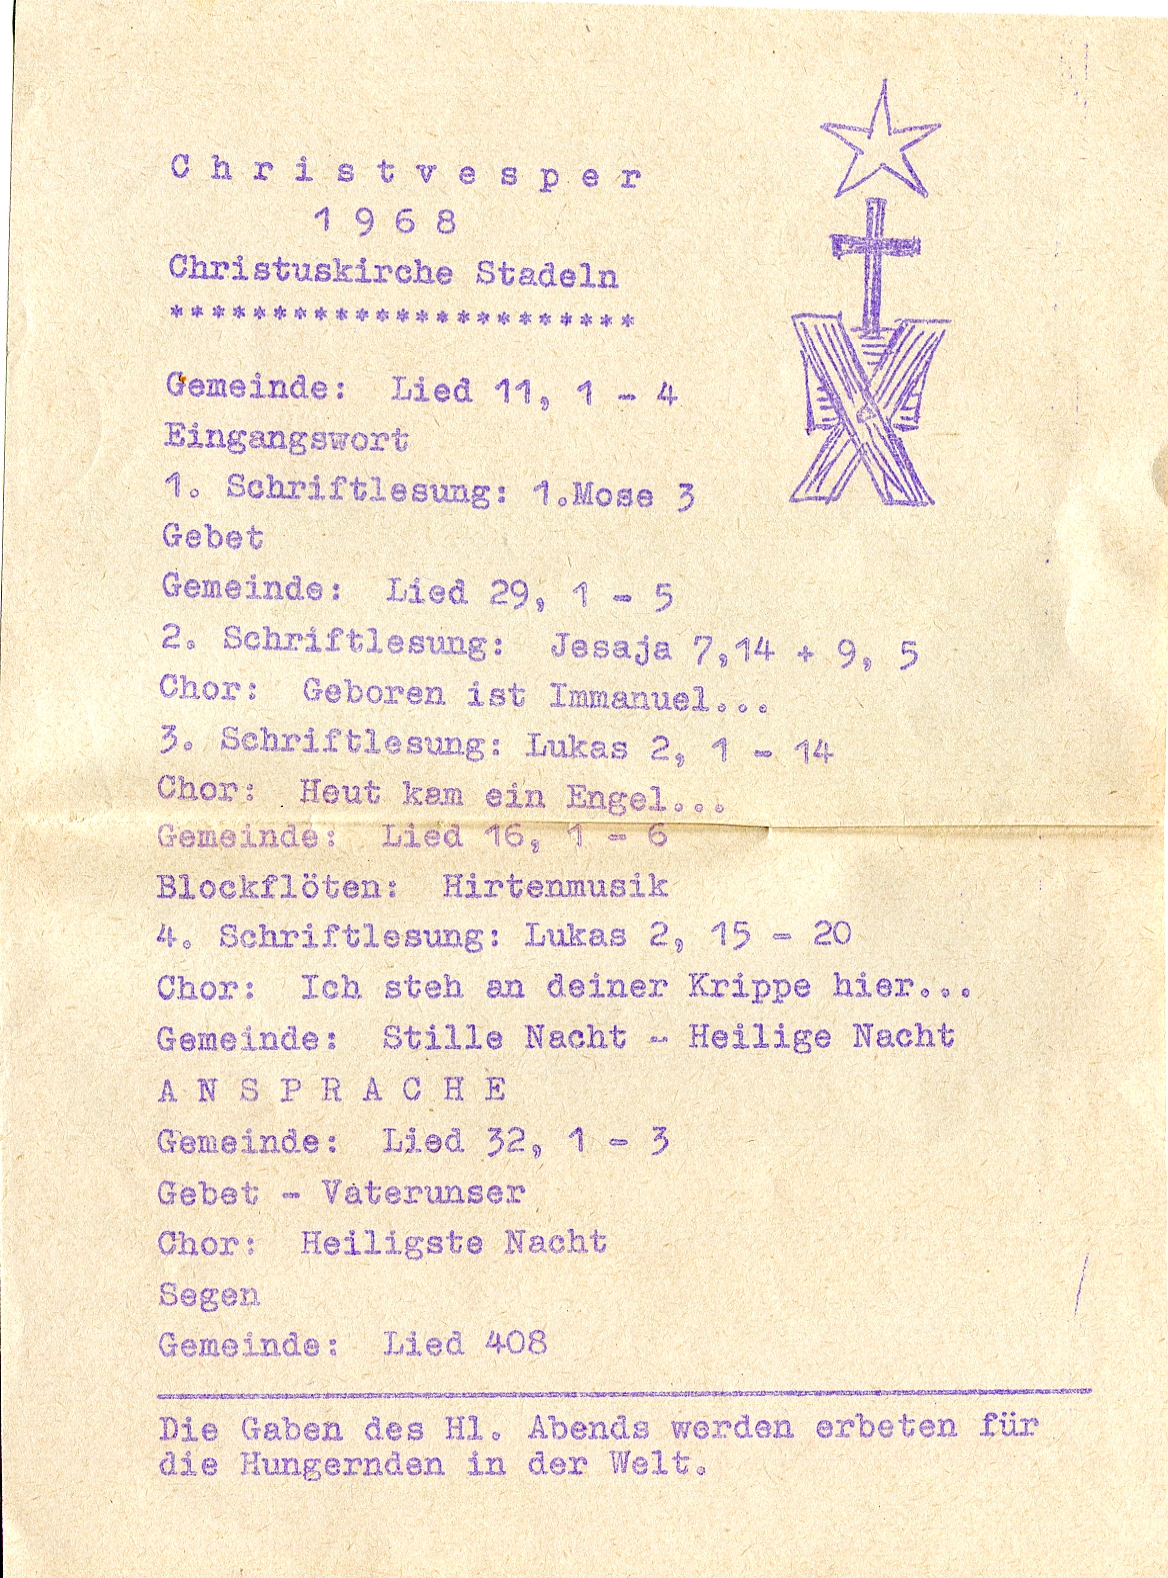 C h r i s t v e s p e r
1 9 6 8
Christuskirche Stadeln
***********************
Gemeinde: Lied 11, 1 - 4
Eingangswort
1. Schriftlesung: 1.Mose 3
Gebet
Gemeinde: Lied 29, 1 - 5
2. Schriftlesung: Jesaja 7,14 + 9, 5
Chor: Geboren ist Immanuel...
3. Schriftlesung: Lukas 2, 1 - 14
Chor: Heut kam ein Engel...
Gemeinde: Lied 16, 1 - 6
Blockflöten: Hirtenmusik
4. Schriftlesung: Lukas 2, 15 - 20
Chor: Ich steh an deiner Krippe hier...
Gemeinde: Stille Nacht - Heilige Nacht
A N S P R A C H E
Gemeinde: Lied 32, 1 - 3
Gebet - Vaterunser
Chor: Heiligste Nacht
Segen
Gemeinde: Lied 408
Die Gaben des Hl. Abends werden erbeten für
die Hungernden in der Welt.